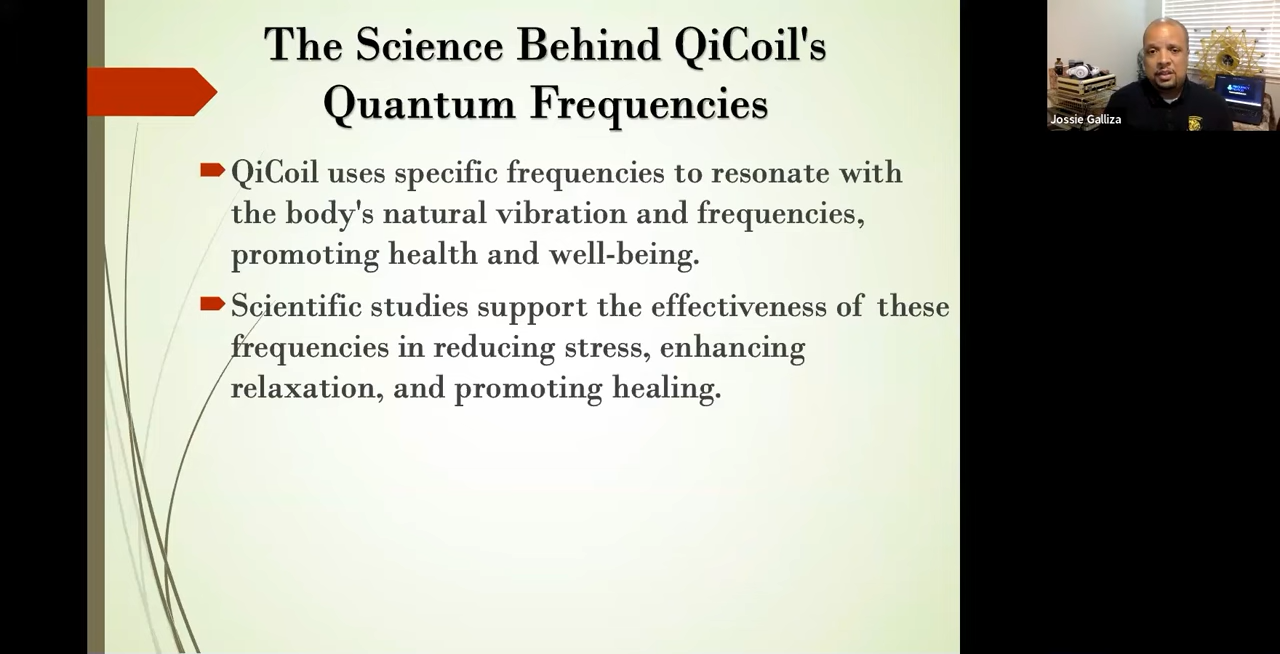 The Science Behind QiCoil's
Quantum Frequencies
QiCoil uses specific frequencies to resonate with
the body's natural vibration and frequencies,
promoting health and well-being.
Scientific studies support the effectiveness of these
frequencies in reducing stress, enhancing
relaxation, and promoting healing.
Jossie Galliza